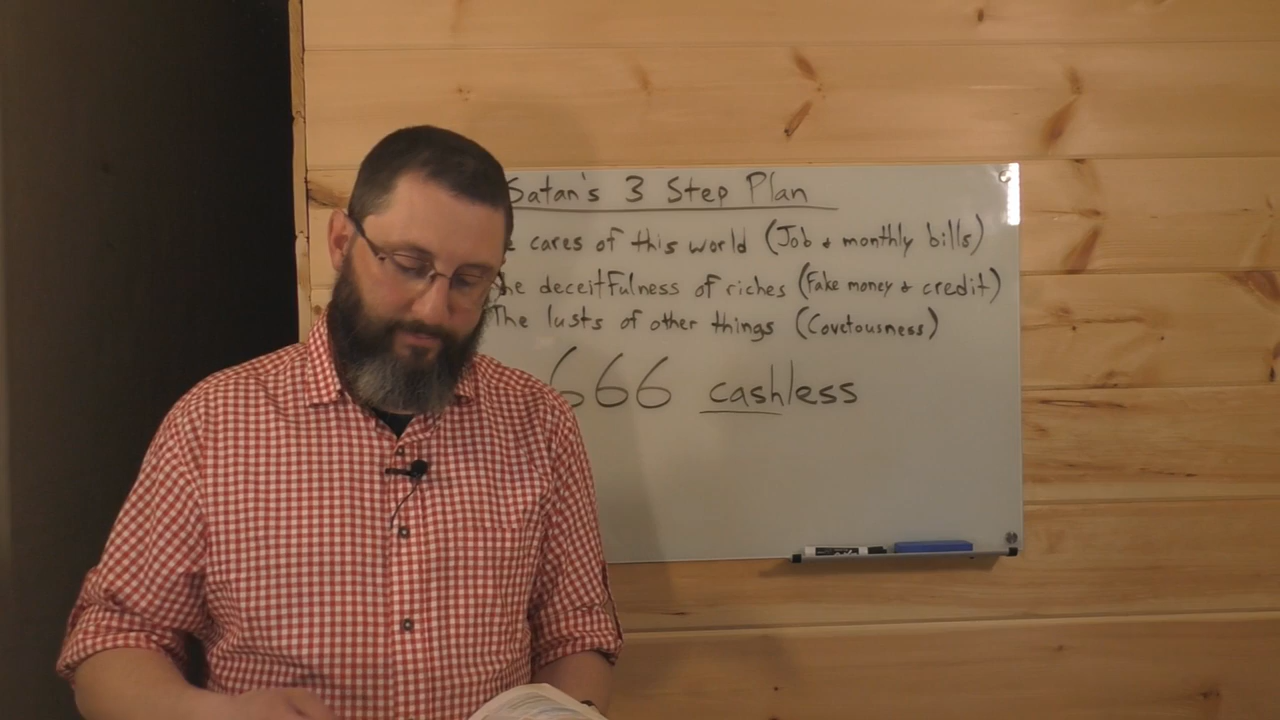 Satan's 3 Step Plan
cares of this world (Job & monthly bills)
the deceitfulness of riches (Fake money & credit)
The lusts of other things (Covetousness)
666 cashless